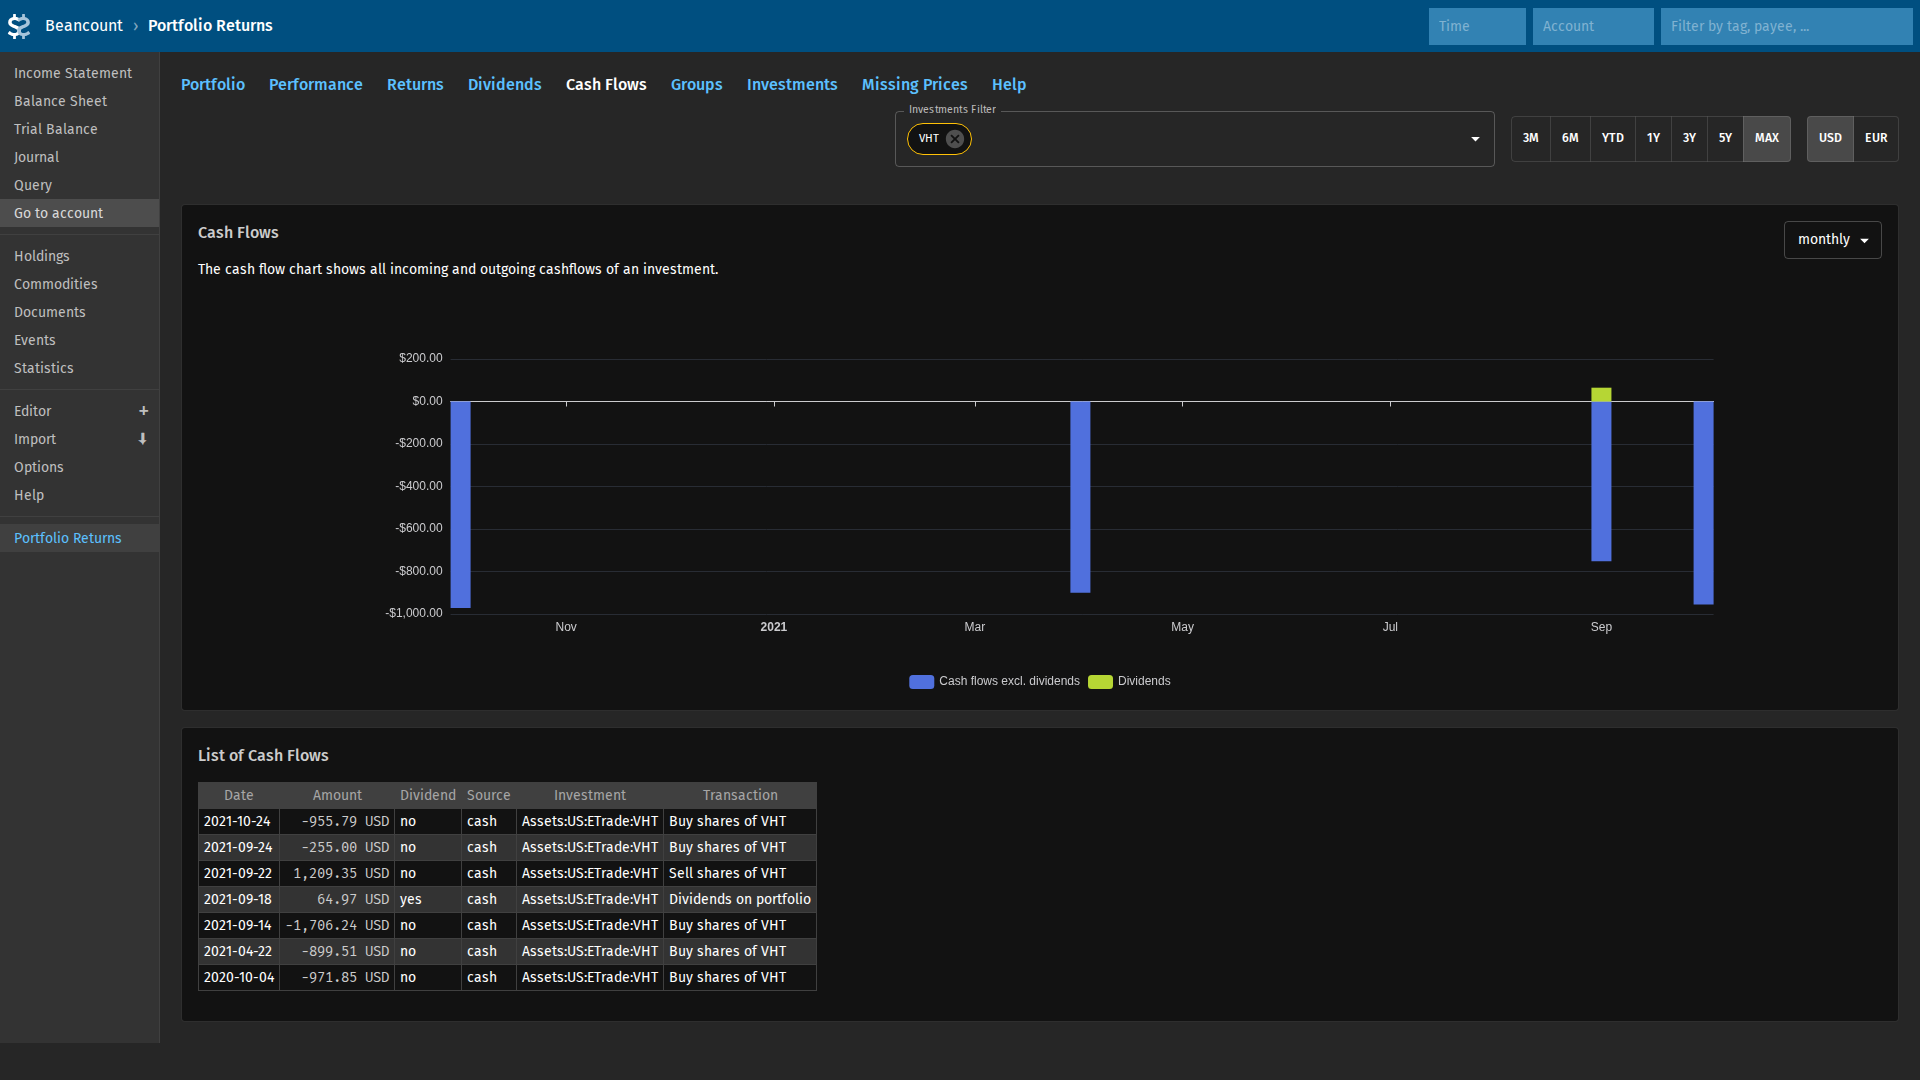 Beancount › Portfolio Returns
Time
Account
Filter by tag, payee, ...
Income Statement
Balance Sheet
Trial Balance
Journal
Query
Go to account
Holdings
Commodities
Documents
Events
Statistics
Editor +
Import
Options
Help
Portfolio Returns
Portfolio Performance Returns Dividends Cash Flows Groups Investments Missing Prices Help
Investments Filter
VHT
3M 6M YTD 1Y 3Y 5Y MAX
USD EUR
Cash Flows
monthly
The cash flow chart shows all incoming and outgoing cashflows of an investment.
$200.00
$0.00
-$200.00
-$400.00
-$600.00
-$800.00
-$1,000.00
Nov 2021 Mar May Jul Sep
Cash flows excl. dividends Dividends
List of Cash Flows
Date Amount Dividend Source Investment Transaction
2021-10-24 -955.79 USD no cash Assets:US:ETrade:VHT Buy shares of VHT
2021-09-24 -255.00 USD no cash Assets:US:ETrade:VHT Buy shares of VHT
2021-09-22 1,209.35 USD no cash Assets:US:ETrade:VHT Sell shares of VHT
2021-09-18 64.97 USD yes cash Assets:US:ETrade:VHT Dividends on portfolio
2021-09-14 -1,706.24 USD no cash Assets:US:ETrade:VHT Buy shares of VHT
2021-04-22 -899.51 USD no cash Assets:US:ETrade:VHT Buy shares of VHT
2020-10-04 -971.85 USD no cash Assets:US:ETrade:VHT Buy shares of VHT